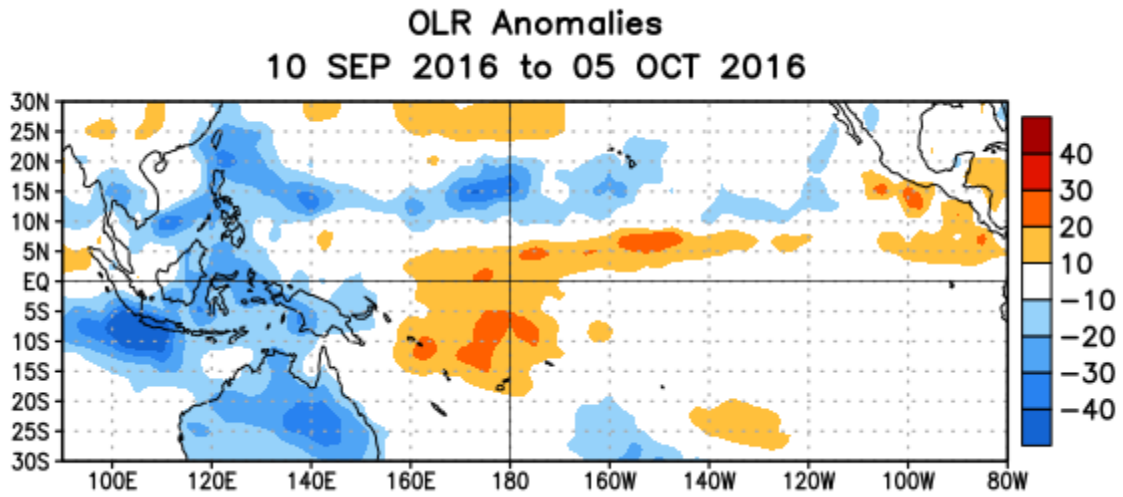 OLR Anomalies
10 SEP 2016 to 05 OCT 2016
30N
25N
20N
15N
10N
5N
EQ
5S
10S
15S
20S
25S
30S
100E 120E 140E 160E 180 160W 140W 120W 100W 80W
40
30
20
10
−10
−20
−30
−40